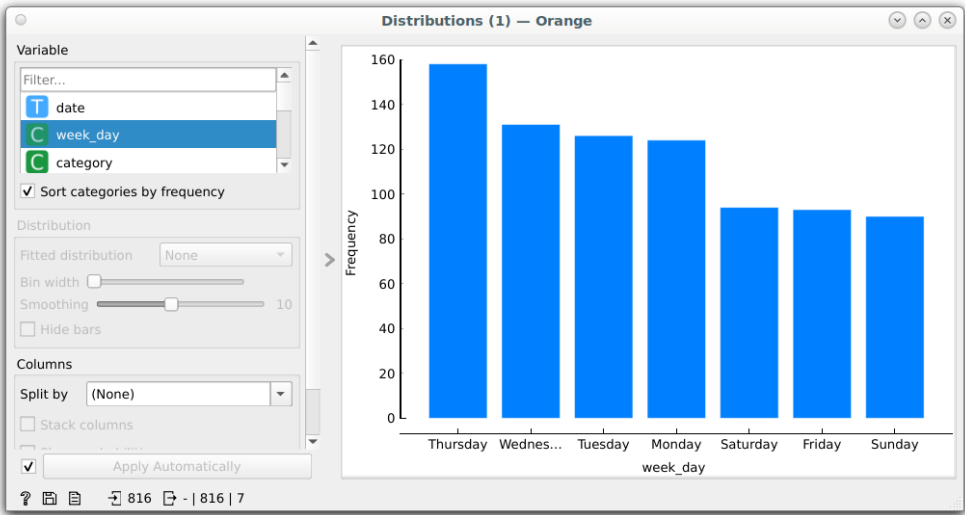 Distributions (1) — Orange
Variable
Filter...
T date
C week_day
C category
Sort categories by frequency
Distribution
Fitted distribution None
Bin width
Smoothing 10
Hide bars
Columns
Split by (None)
Stack columns
Apply Automatically
? 816 - | 816 | 7
160
140
120
100
80
60
40
20
0
Frequency
Thursday Wednes... Tuesday Monday Saturday Friday Sunday
week_day